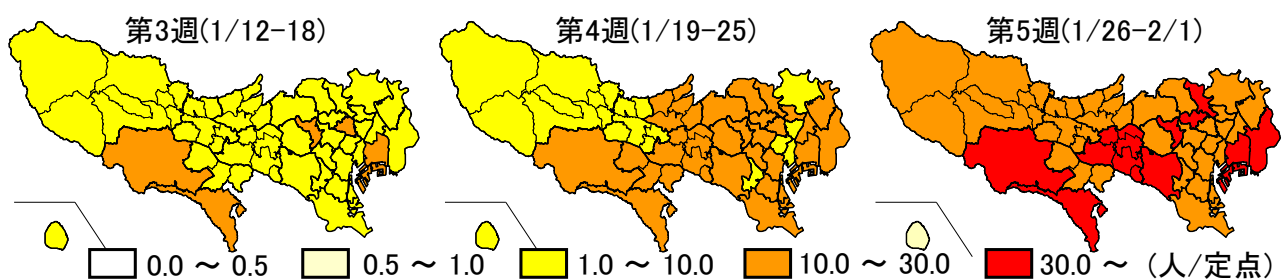 第3週(1/12-18)
第4週(1/19-25)
第5週(1/26-2/1)
0.0 ～ 0.5
0.5 ～ 1.0
1.0 ～ 10.0
10.0 ～ 30.0
30.0 ～ (人/定点)